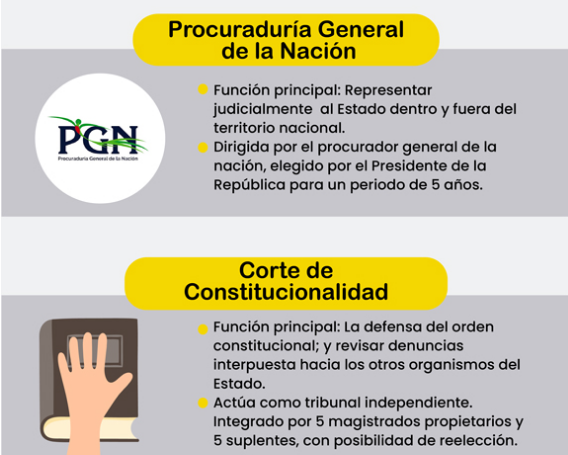 Procuraduría General
de la Nación
PGN
Procuraduría General de la Nación
Función principal: Representar
judicialmente al Estado dentro y fuera del
territorio nacional.
Dirigida por el procurador general de la
nación, elegido por el Presidente de la
República para un periodo de 5 años.
Corte de
Constitucionalidad
Función principal: La defensa del orden
constitucional; y revisar denuncias
interpuesta hacia los otros organismos del
Estado.
Actúa como tribunal independiente.
Integrado por 5 magistrados propietarios y
5 suplentes, con posibilidad de reelección.